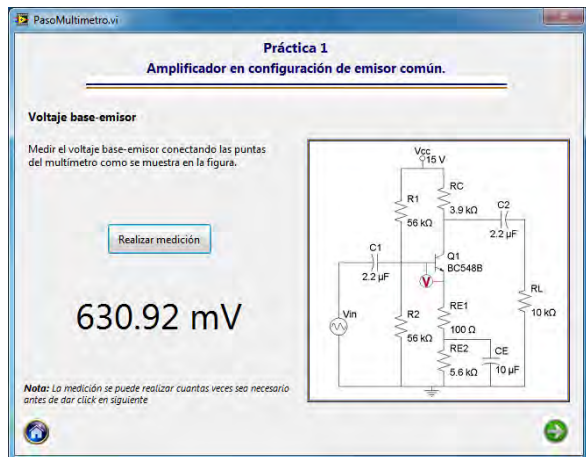 PasoMultimetro.vi
Práctica 1
Amplificador en configuración de emisor común.
Voltaje base-emisor
Medir el voltaje base-emisor conectando las puntas
del multímetro como se muestra en la figura.
Realizar medición
630.92 mV
Nota: La medición se puede realizar cuantas veces sea necesario
antes de dar click en siguiente
Vcc
15 V
R1
56 kΩ
RC
3.9 kΩ
C2
2.2 µF
C1
2.2 µF
Q1
BC548B
V
Vin
R2
56 kΩ
RE1
100 Ω
RE2
5.6 kΩ
CE
10 µF
RL
10 kΩ